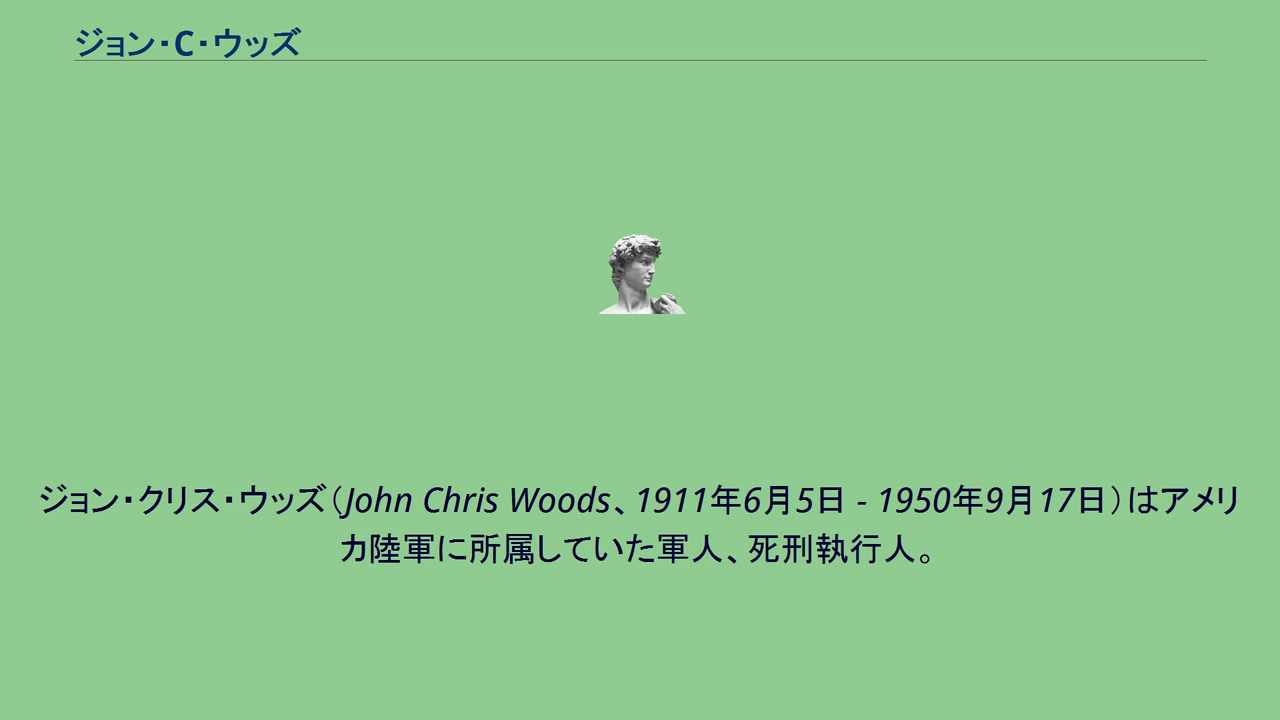 ジョン・C・ウッズ
ジョン・クリス・ウッズ（John Chris Woods、1911年6月5日 - 1950年9月17日）はアメリ
カ陸軍に所属していた軍人、死刑執行人。